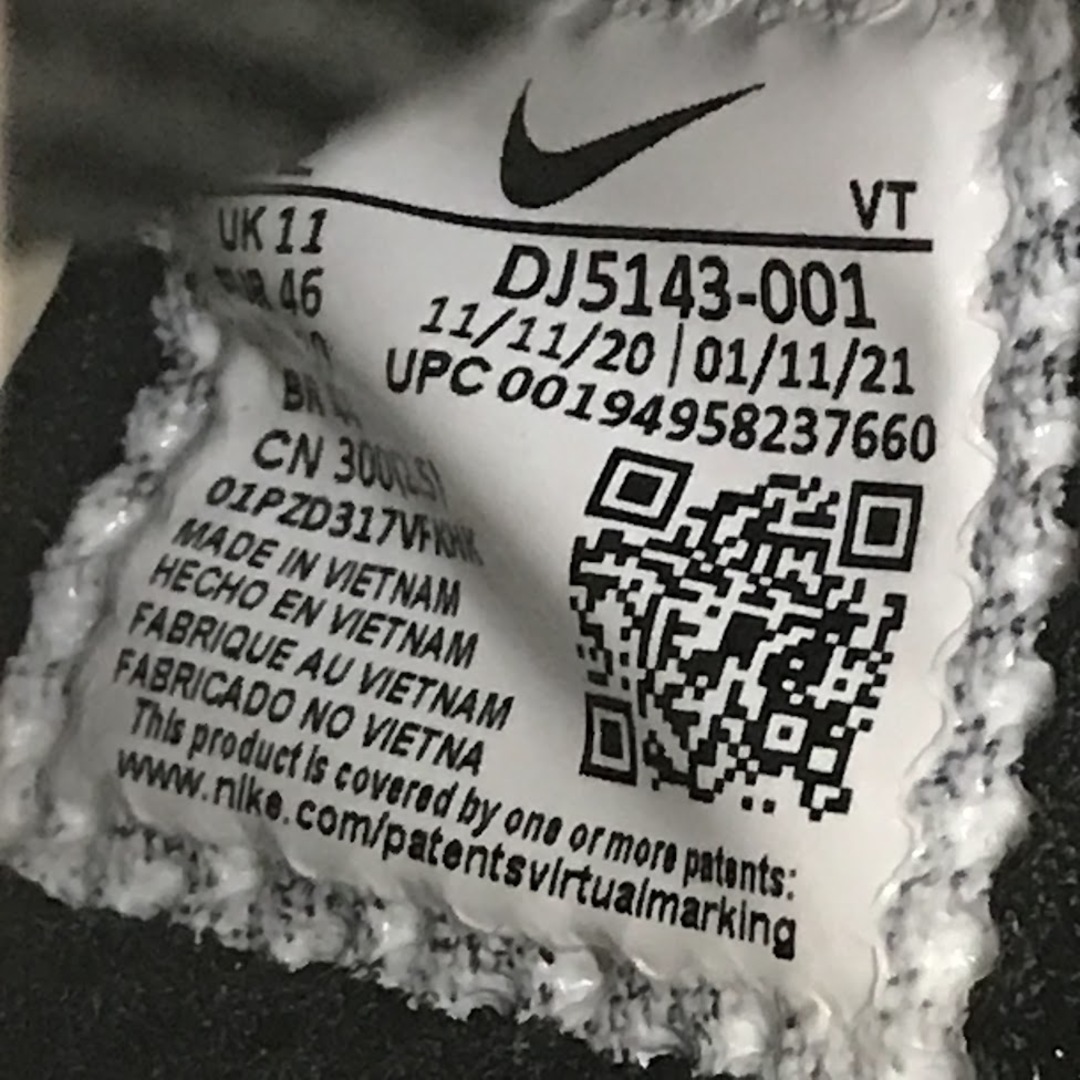 VT
UK 11
EUR 46
DJ5143-001
11/11/20 | 01/11/21
UPC 00194958237660
CN
MADE IN VIETNAM
HECHO EN VIETNAM
FABRIQUE AU VIETNAM
FABRICADO NO VIETNA
This product is covered by one or more patents:
www.nike.com/patentsvirtualmarking